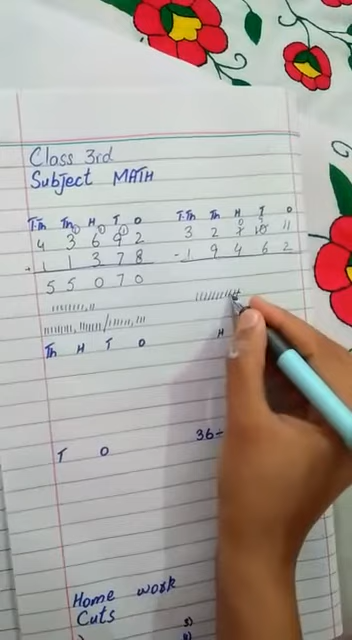 Class 3rd
Subject MATH
T.Th Th H T O
4 3 6 9 2
+ 1 1 3 7 8
5 5 0 7 0
T.Th Th H T O
3 2 1 10 11
- 1 9 4 6 2
Th H T O
H
T O
36÷
Home work
Cuts